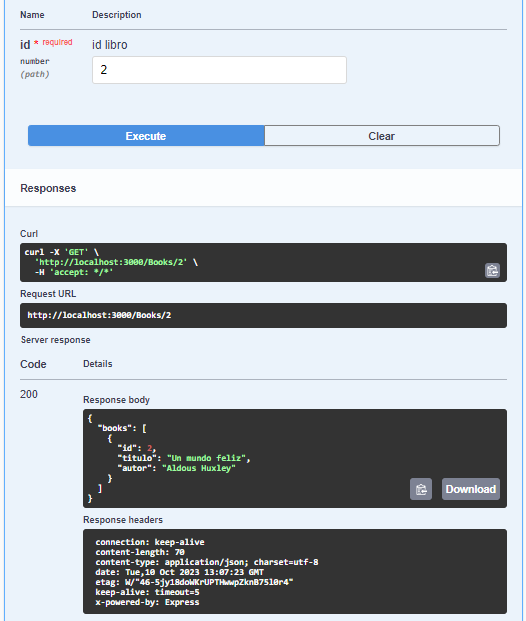 Name Description
id * required id libro
number
(path)
2
Execute Clear
Responses
Curl
curl -X 'GET' \
'http://localhost:3000/Books/2' \
-H 'accept: */*'
Request URL
http://localhost:3000/Books/2
Server response
Code Details
200
Response body
{
"books": [
{
"id": 2,
"titulo": "Un mundo feliz",
"autor": "Aldous Huxley"
}
]
}
Download
Response headers
connection: keep-alive
content-length: 70
content-type: application/json; charset=utf-8
date: Tue,10 Oct 2023 13:07:23 GMT
etag: W/"46-5jy18doWKrUPTHwwpZknB75l0r4"
keep-alive: timeout=5
x-powered-by: Express